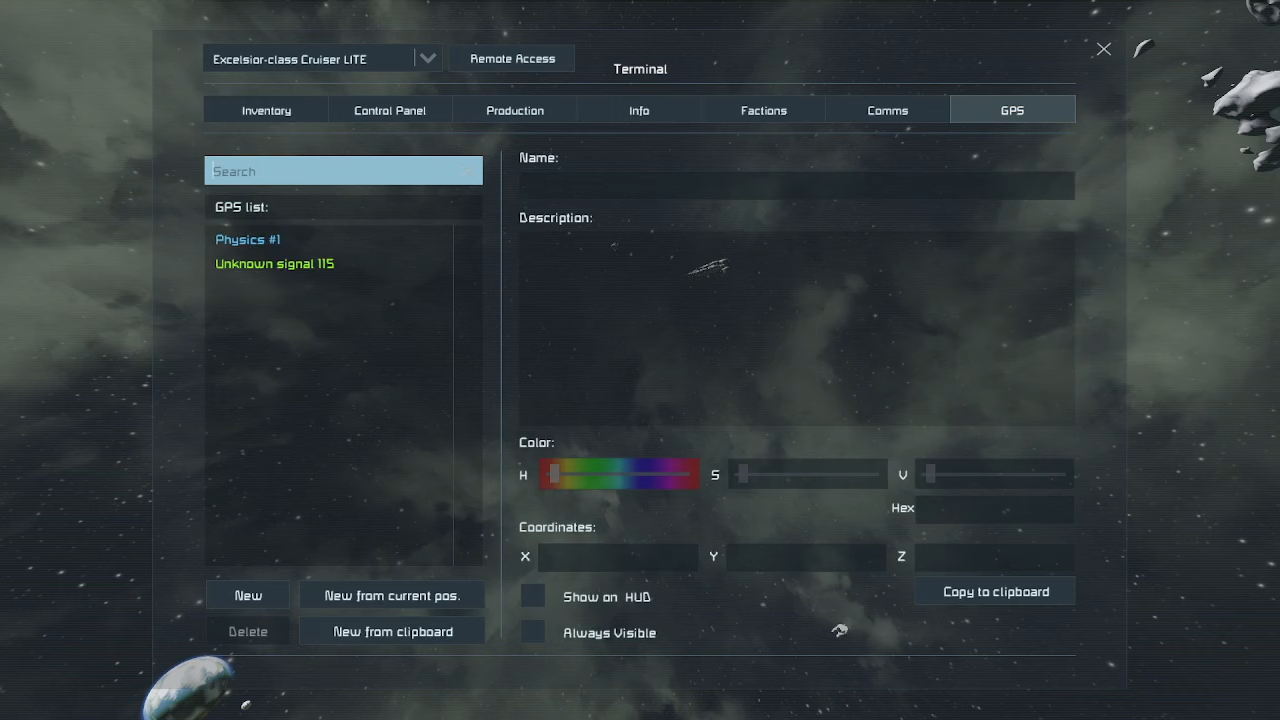 Excelsior-class Cruiser LITE
Remote Access
Terminal
Inventory
Control Panel
Production
Info
Factions
Comms
GPS
Search
GPS list:
Physics #1
Unknown signal 115
New
New from current pos.
Delete
New from clipboard
Name:
Description:
Color:
H
S
V
Hex
Coordinates:
X
Y
Z
Show on HUD
Copy to clipboard
Always Visible